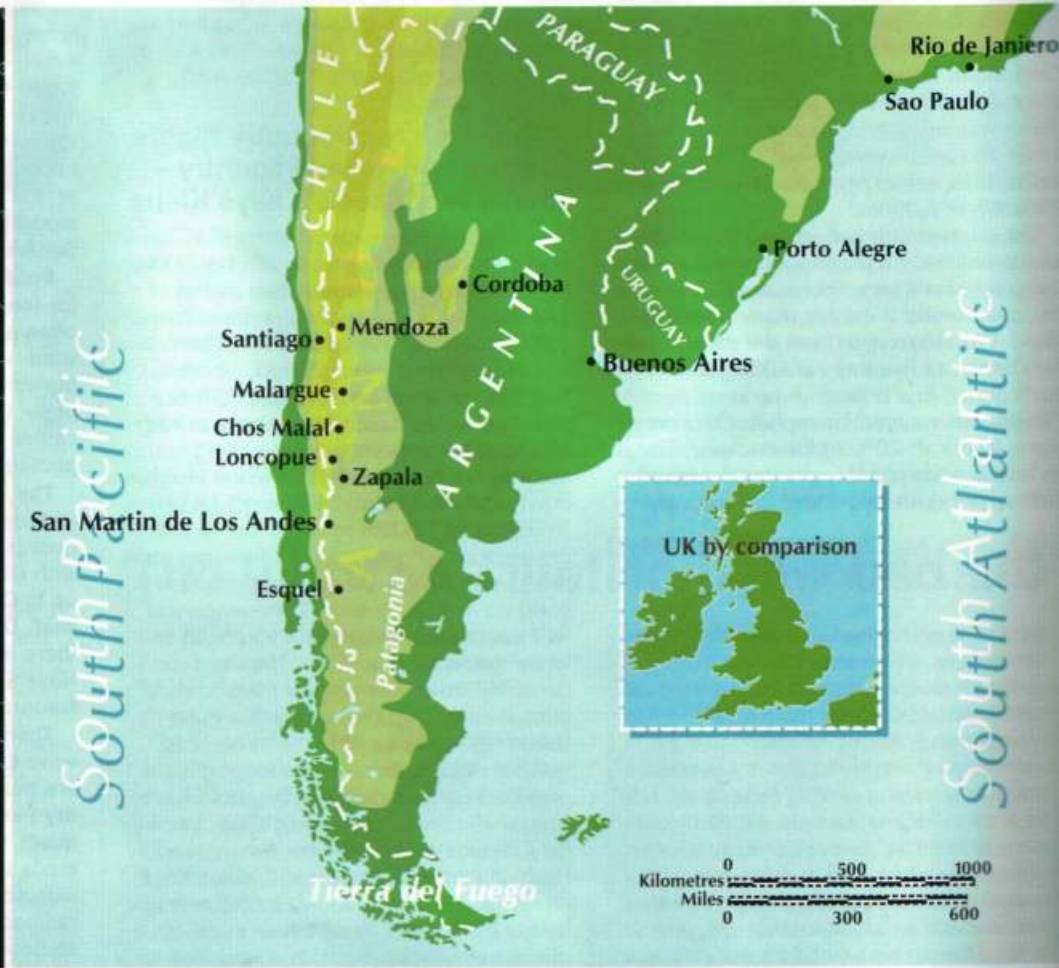 PARAGUAY
Rio de Janiero
Sao Paulo
CHILE
ARGENTINA
Porto Alegre
Cordoba
URUGUAY
Mendoza
Santiago
Buenos Aires
Malargue
Chos Malal
Loncopue
Zapala
San Martin de Los Andes
Esquel
Patagonia
South Pacific
South Atlantic
UK by comparison
Tierra del Fuego
0 500 1000
Kilometres
Miles
0 300 600